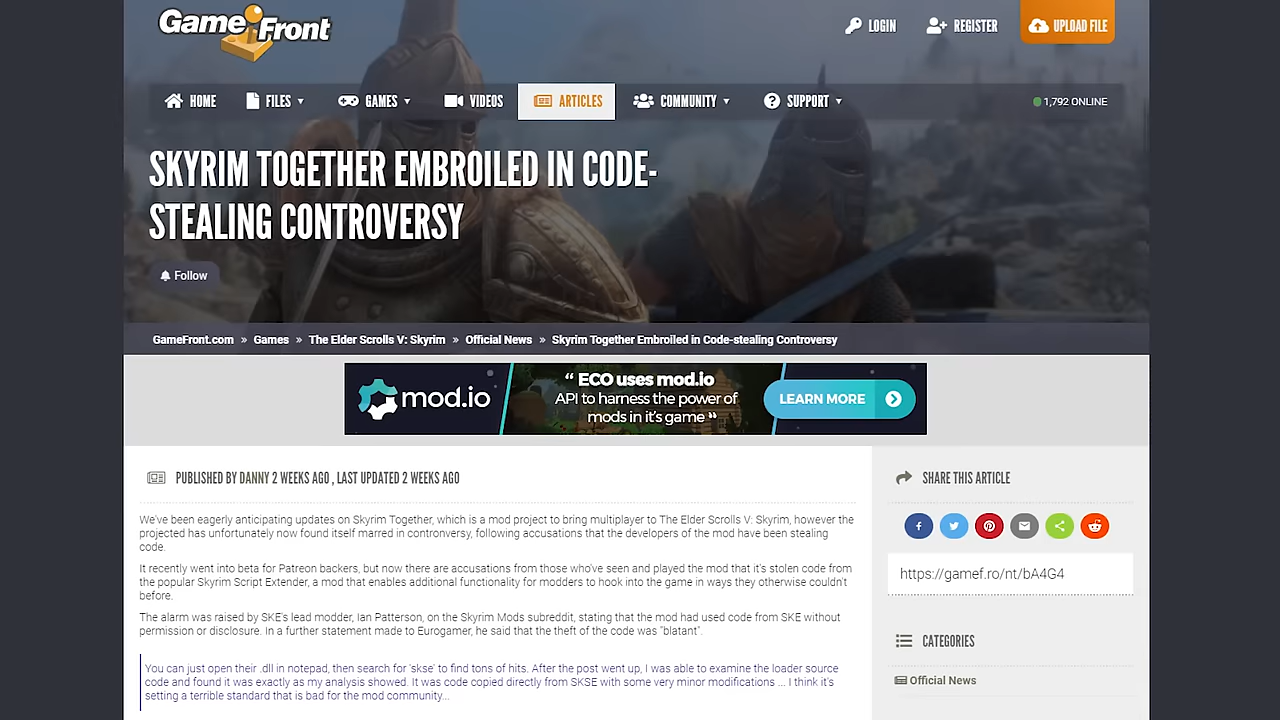 GameFront
LOGIN
REGISTER
UPLOAD FILE
HOME
FILES
GAMES
VIDEOS
ARTICLES
COMMUNITY
SUPPORT
1,792 ONLINE
SKYRIM TOGETHER EMBROILED IN CODE-
STEALING CONTROVERSY
Follow
GameFront.com » Games » The Elder Scrolls V: Skyrim » Official News » Skyrim Together Embroiled in Code-stealing Controversy
mod.io
“ ECO uses mod.io
API to harness the power of
mods in it's game ”
LEARN MORE
PUBLISHED BY DANNY 2 WEEKS AGO , LAST UPDATED 2 WEEKS AGO
We've been eagerly anticipating updates on Skyrim Together, which is a mod project to bring multiplayer to The Elder Scrolls V: Skyrim, however the
projected has unfortunately now found itself marred in contronversy, following accusations that the developers of the mod have been stealing
code.
It recently went into beta for Patreon backers, but now there are accusations from those who've seen and played the mod that it's stolen code from
the popular Skyrim Script Extender, a mod that enables additional functionality for modders to hook into the game in ways they otherwise couldn't
before.
The alarm was raised by SKE's lead modder, Ian Patterson, on the Skyrim Mods subreddit, stating that the mod had used code from SKE without
permission or disclosure. In a further statement made to Eurogamer, he said that the theft of the code was "blatant".
You can just open their .dll in notepad, then search for 'skse' to find tons of hits. After the post went up, I was able to examine the loader source
code and found it was exactly as my analysis showed. It was code copied directly from SKSE with some very minor modifications ... I think it's
setting a terrible standard that is bad for the mod community...
SHARE THIS ARTICLE
https://gamef.ro/nt/bA4G4
CATEGORIES
Official News